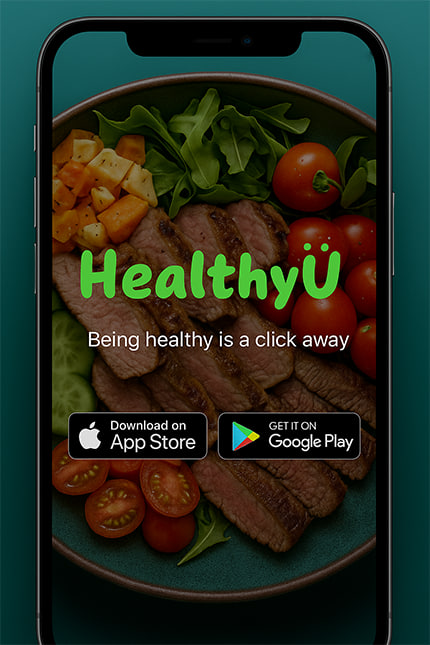 HealthyÜ
Being healthy is a click away
Download on
App Store
GET IT ON
Google Play